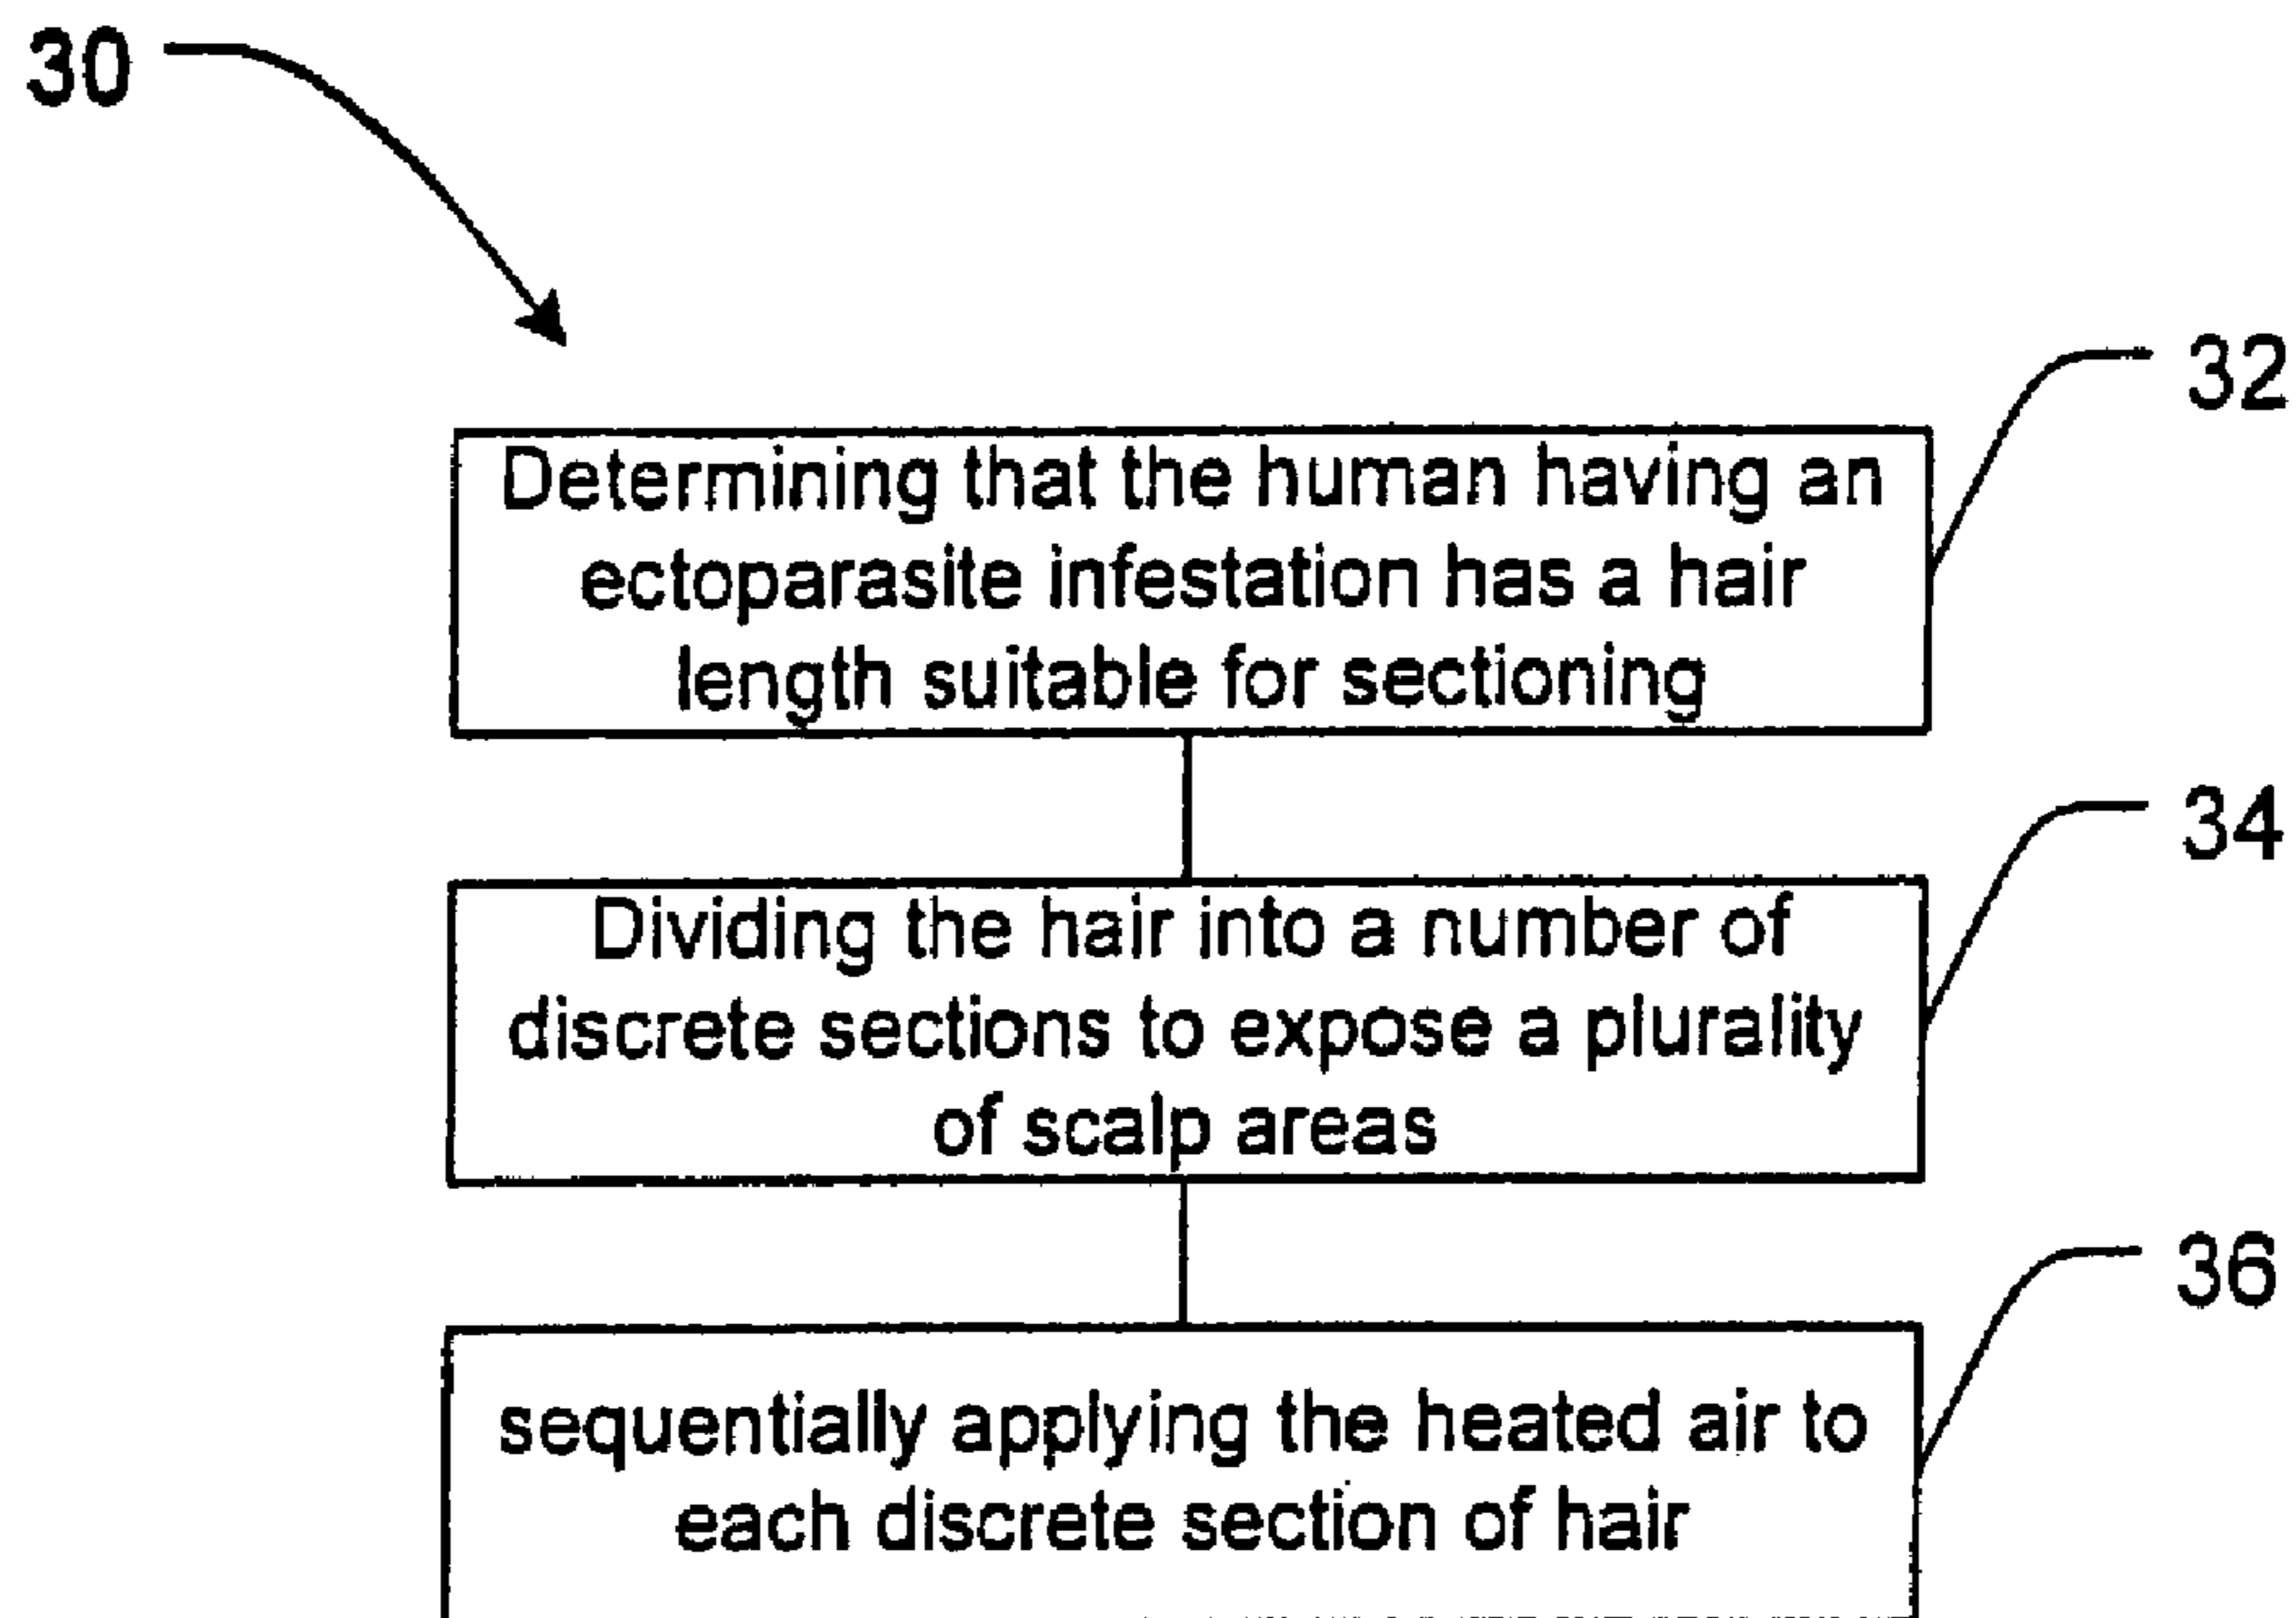 30
32
Determining that the human having an
ectoparasite infestation has a hair
length suitable for sectioning
34
Dividing the hair into a number of
discrete sections to expose a plurality
of scalp areas
36
sequentially applying the heated air to
each discrete section of hair